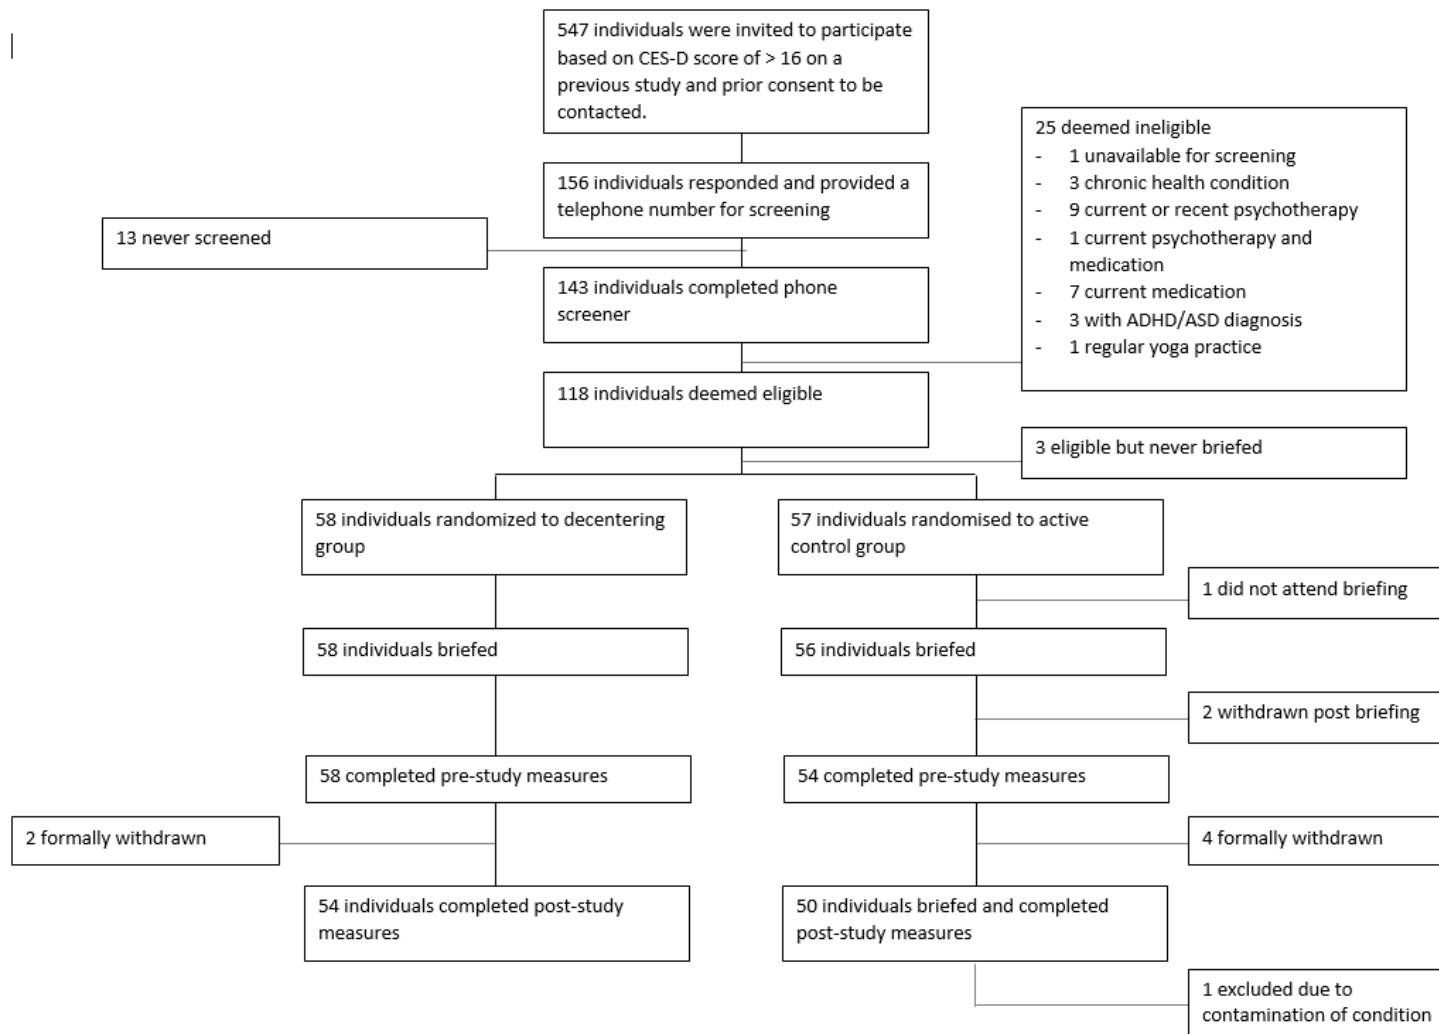 547 individuals were invited to participate
based on CES-D score of > 16 on a
previous study and prior consent to be
contacted.
25 deemed ineligible
- 1 unavailable for screening
- 3 chronic health condition
- 9 current or recent psychotherapy
- 1 current psychotherapy and
medication
- 7 current medication
- 3 with ADHD/ASD diagnosis
- 1 regular yoga practice
156 individuals responded and provided a
telephone number for screening
13 never screened
143 individuals completed phone
screener
118 individuals deemed eligible
3 eligible but never briefed
58 individuals randomized to decentering
group
57 individuals randomised to active
control group
1 did not attend briefing
58 individuals briefed
56 individuals briefed
2 withdrawn post briefing
58 completed pre-study measures
54 completed pre-study measures
2 formally withdrawn
4 formally withdrawn
54 individuals completed post-study
measures
50 individuals briefed and completed
post-study measures
1 excluded due to
contamination of condition